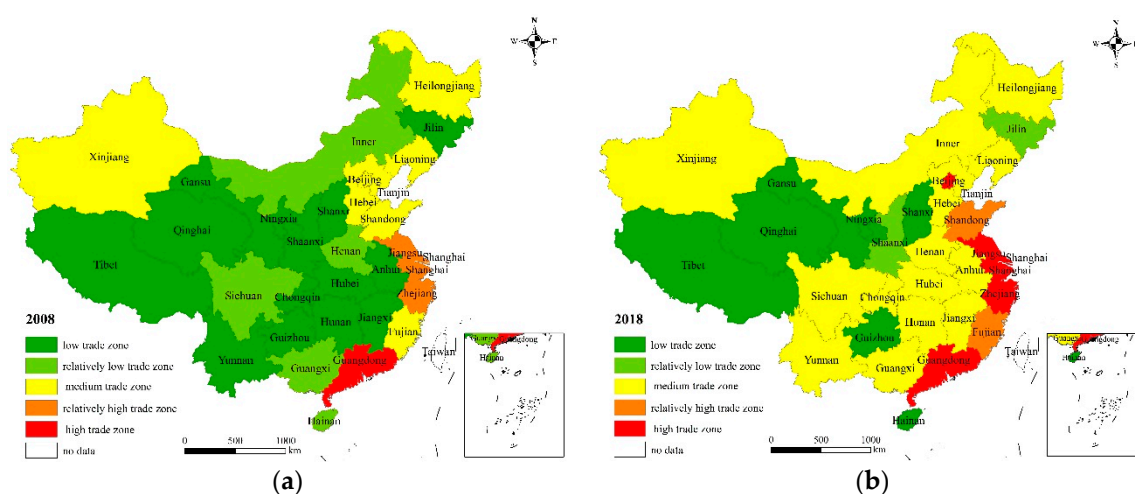 N
W
S
Heilongjiang
Jilin
Inner
Liaoning
Xinjiang
Beijing
Tianjin
Gansu
Hebei
Ningxia
Shanxi
Shandong
Qinghai
Shaanxi
Henan
Jiangsu
Shanghai
Tibet
Anhui
Shanghai
Hubei
Sichuan
Chongqin
Zhejiang
Hunan
Jiangxi
Guizhou
Fujian
Yunnan
Guangxi
Guangdong
Taiwan
Hainan
2008
low trade zone
relatively low trade zone
medium trade zone
relatively high trade zone
high trade zone
no data
0 500 1000
km
Hainan
(a)
N
W
S
Heilongjiang
Jilin
Inner
Liaoning
Xinjiang
Beijing
Tianjin
Gansu
Hebei
Ningxia
Shanxi
Shandong
Qinghai
Shaanxi
Henan
Jiangsu
Shanghai
Tibet
Anhui
Shanghai
Hubei
Sichuan
Chongqing
Zhejiang
Hunan
Jiangxi
Guizhou
Fujian
Yunnan
Guangxi
Guangdong
Taiwan
Hainan
2018
low trade zone
relatively low trade zone
medium trade zone
relatively high trade zone
high trade zone
no data
0 500 1000
km
Hainan
(b)